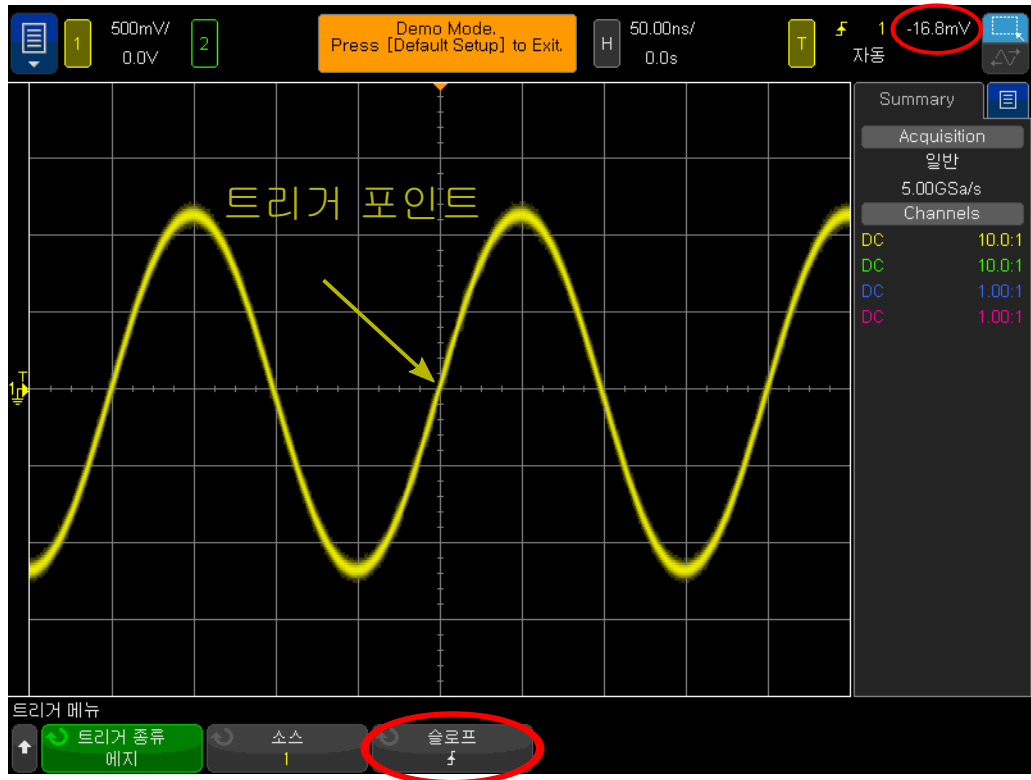 1
500mV/
0.0V
2
Demo Mode.
Press [Default Setup] to Exit.
H
50.00ns/
0.0s
T
1
-16.8mV
자동
Summary
Acquisition
일반
5.00GSa/s
Channels
DC 10.0:1
DC 10.0:1
DC 1.00:1
DC 1.00:1
트리거 포인트
T
1
트리거 메뉴
트리거 종류
에지
소스
1
슬로프